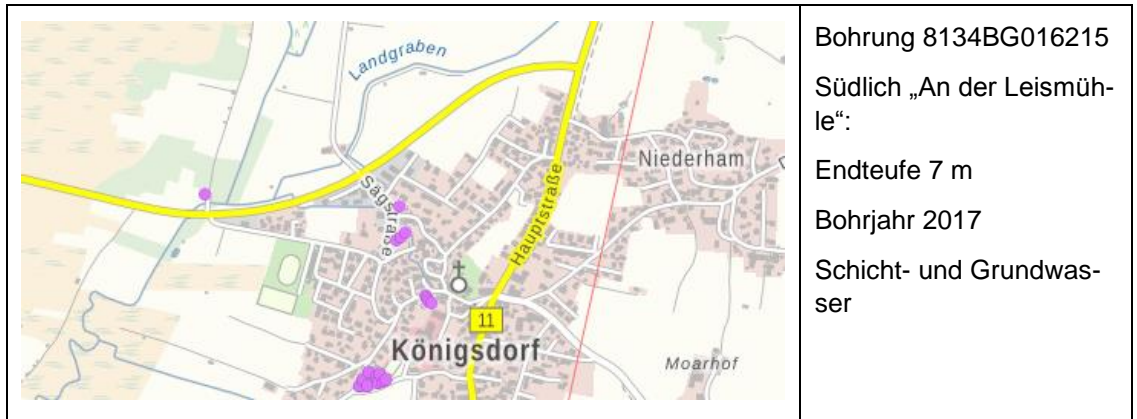 Landgraben
Niederham
Sägstraße
Hauptstraße
11
Königsdorf
Moarhof
Bohrung 8134BG016215
Südlich „An der Leismüh-
le“:
Endteufe 7 m
Bohrjahr 2017
Schicht- und Grundwas-
ser